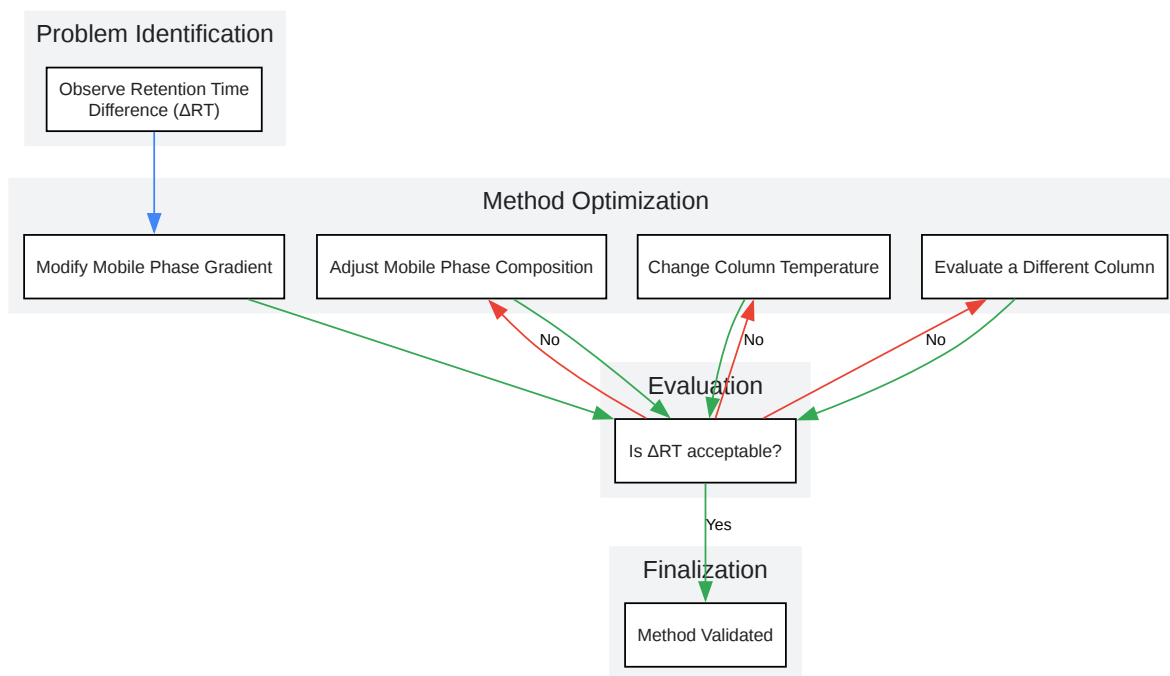 Problem Identification
Observe Retention Time
Difference (ΔRT)
Method Optimization
Modify Mobile Phase Gradient
Adjust Mobile Phase Composition
Change Column Temperature
Evaluate a Different Column
No
No
No
Evaluation
Is ΔRT acceptable?
Yes
Finalization
Method Validated